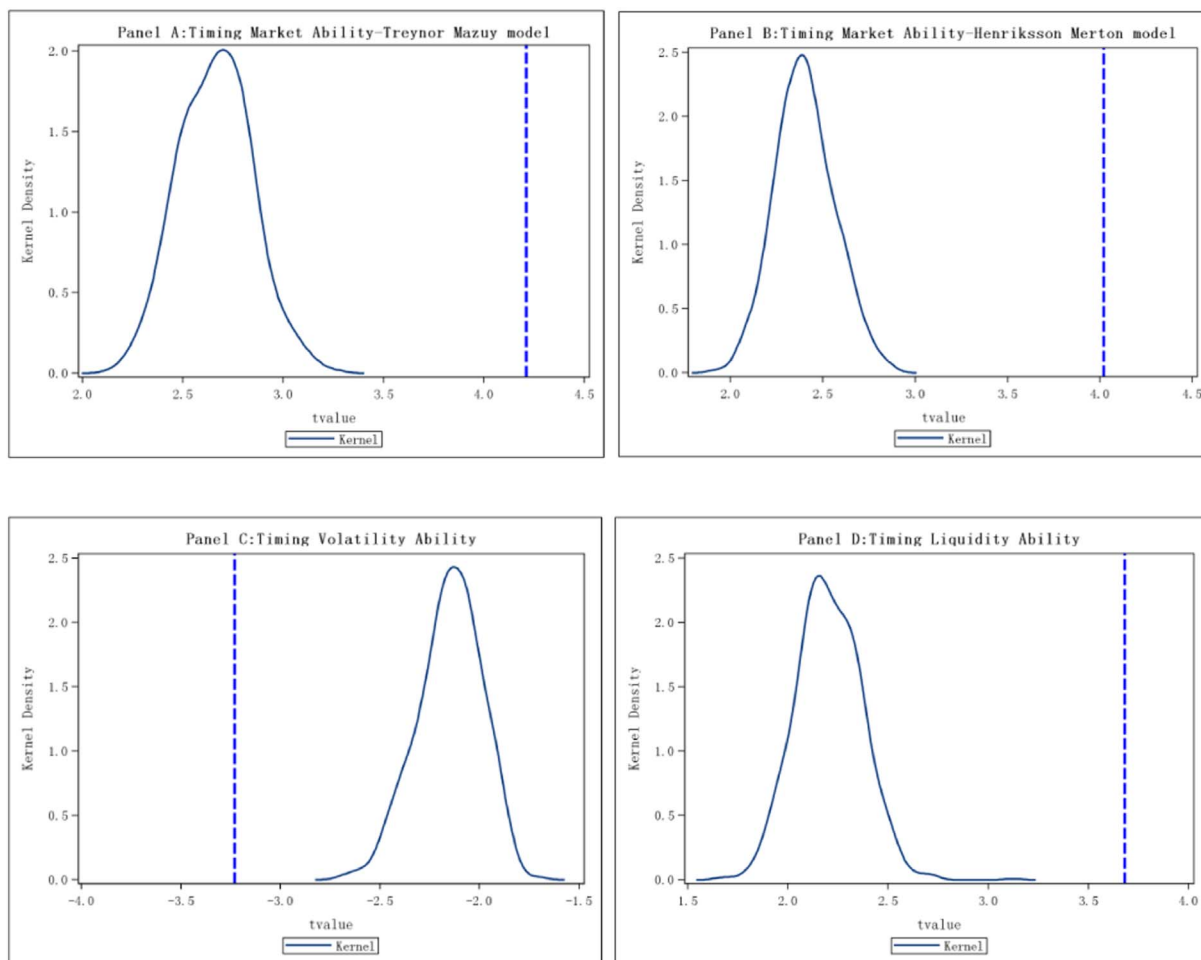 Panel A:Timing Market Ability-Treynor Mazuy model
2.0
1.5
1.0
0.5
0.0
Kernel Density
2.0 2.5 3.0 3.5 4.0 4.5
tvalue
Kernel
Panel B:Timing Market Ability-Henriksson Merton model
2.5
2.0
1.5
1.0
0.5
0.0
Kernel Density
2.0 2.5 3.0 3.5 4.0 4.5
tvalue
Kernel
Panel C:Timing Volatility Ability
2.5
2.0
1.5
1.0
0.5
0.0
Kernel Density
-4.0 -3.5 -3.0 -2.5 -2.0 -1.5
tvalue
Kernel
Panel D:Timing Liquidity Ability
2.5
2.0
1.5
1.0
0.5
0.0
Kernel Density
1.5 2.0 2.5 3.0 3.5 4.0
tvalue
Kernel